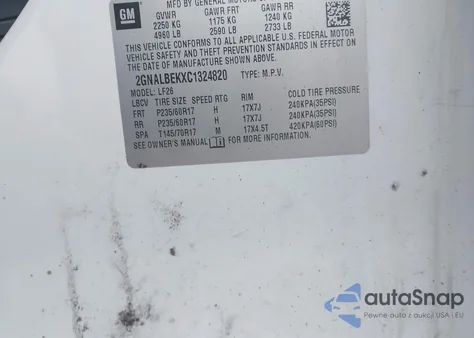 GM
MFD BY GENERAL MOTORS
GVWR GAWR FRT GAWR RR
2250 KG 1175 KG 1240 KG
4960 LB 2590 LB 2733 LB
THIS VEHICLE CONFORMS TO ALL APPLICABLE U.S.
FEDERAL MOTOR VEHICLE
SAFETY AND THEFT PREVENTION STANDARDS IN EFFECT ON THE DATE OF
MANUFACTURE SHOWN ABOVE.
2GNALBEKXC1324820 TYPE: M.P.V.
MODEL: LF26
LBCV TIRE SIZE SPEED RTG RIM COLD TIRE PRESSURE
FRT P235/60R17 H 17X7J 240KPA(35PSI)
RR P235/60R17 H 17X7J 240KPA(35PSI)
SPA T145/70R17 M 17X4.5T 420KPA(60PSI)
SEE OWNER'S MANUAL FOR MORE INFORMATION.
autoSnap
Pewne auto z aukcji USA i EU